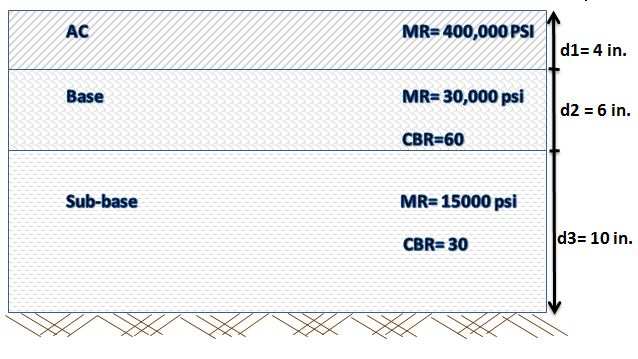 AC MR= 400,000 PSI
d1= 4 in.
Base MR= 30,000 psi
d2 = 6 in.
CBR=60
Sub-base MR= 15000 psi
d3= 10 in.
CBR= 30